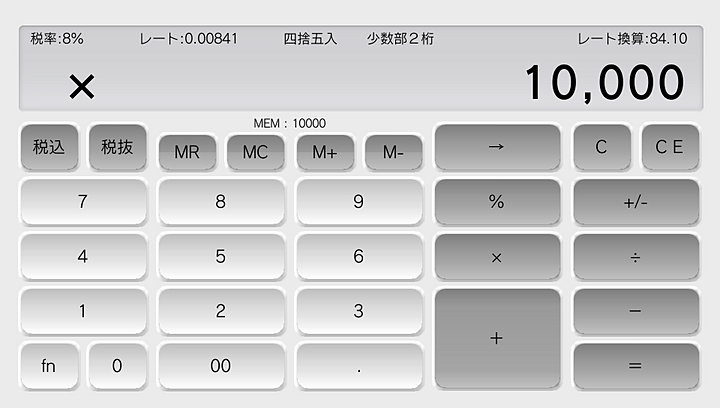 税率:8% レート:0.00841 四捨五入 少数部２桁 レート換算:84.10
× 10,000
MEM : 10000
税込 税抜 MR MC M+ M- → C C E
7 8 9 % +/-
4 5 6 × ÷
1 2 3 + −
fn 0 00 . =